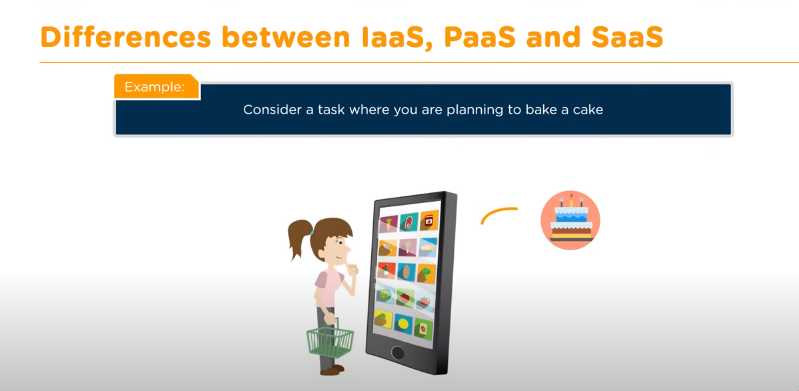 Differences between IaaS, PaaS and SaaS
Example:
Consider a task where you are planning to bake a cake